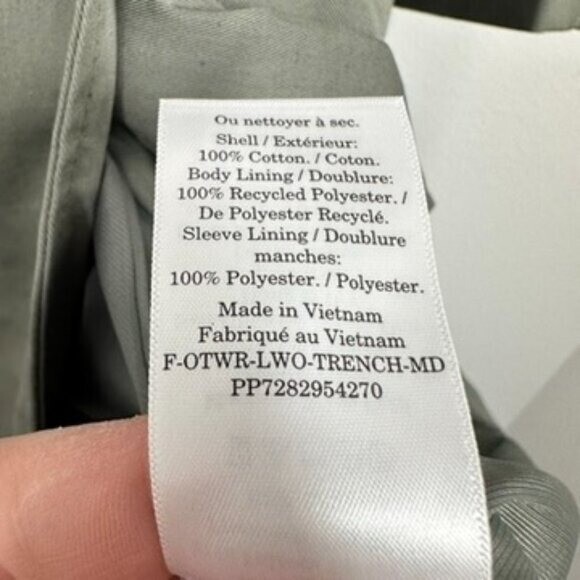 Ou nettoyer à sec.
Shell / Extérieur:
100% Cotton. / Coton.
Body Lining / Doublure:
100% Recycled Polyester. /
De Polyester Recyclé.
Sleeve Lining / Doublure
manches:
100% Polyester. / Polyester.
Made in Vietnam
Fabriqué au Vietnam
F-OTWR-LWO-TRENCH-MD
PP7282954270